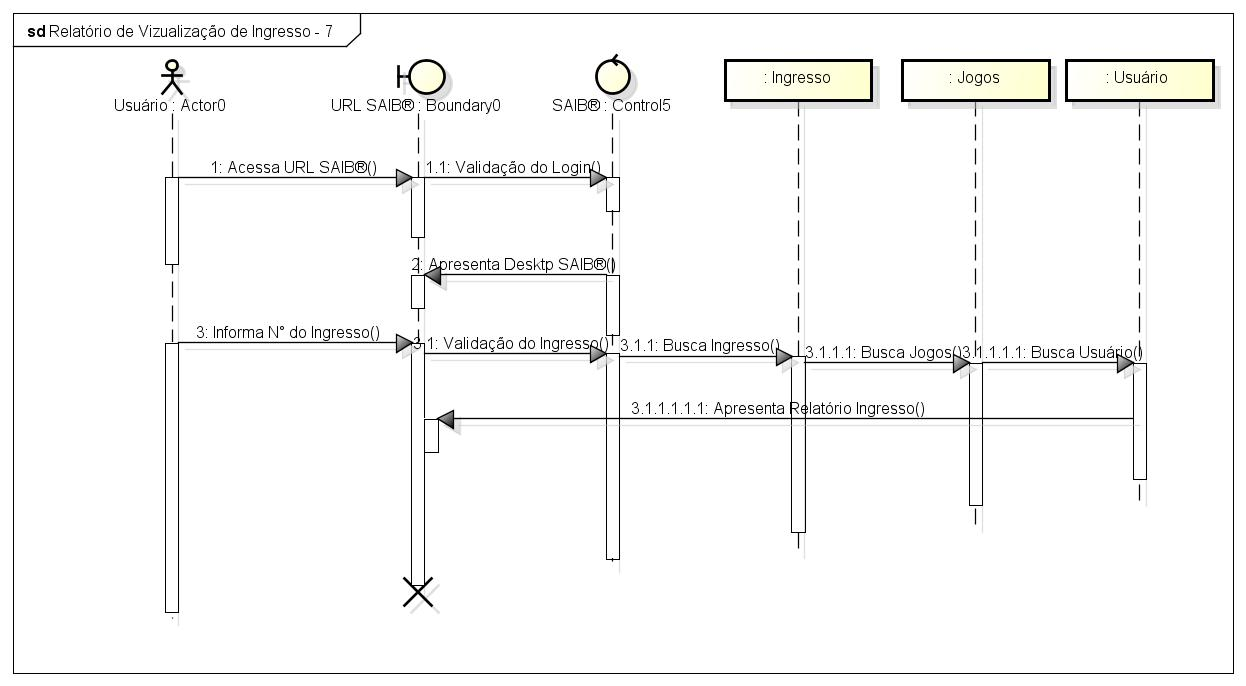 sd Relatório de Vizualização de Ingresso - 7
Usuário : Actor0
URL SAIB® : Boundary0
SAIB® : Control5
: Ingresso
: Jogos
: Usuário
1: Acessa URL SAIB®()
1.1: Validação do Login()
2: Apresenta Desktp SAIB®()
3: Informa N° do Ingresso()
3.1: Validação do Ingresso()
3.1.1: Busca Ingresso()
3.1.1.1: Busca Jogos()
3.1.1.1.1: Busca Usuário()
3.1.1.1.1.1: Apresenta Relatório Ingresso()